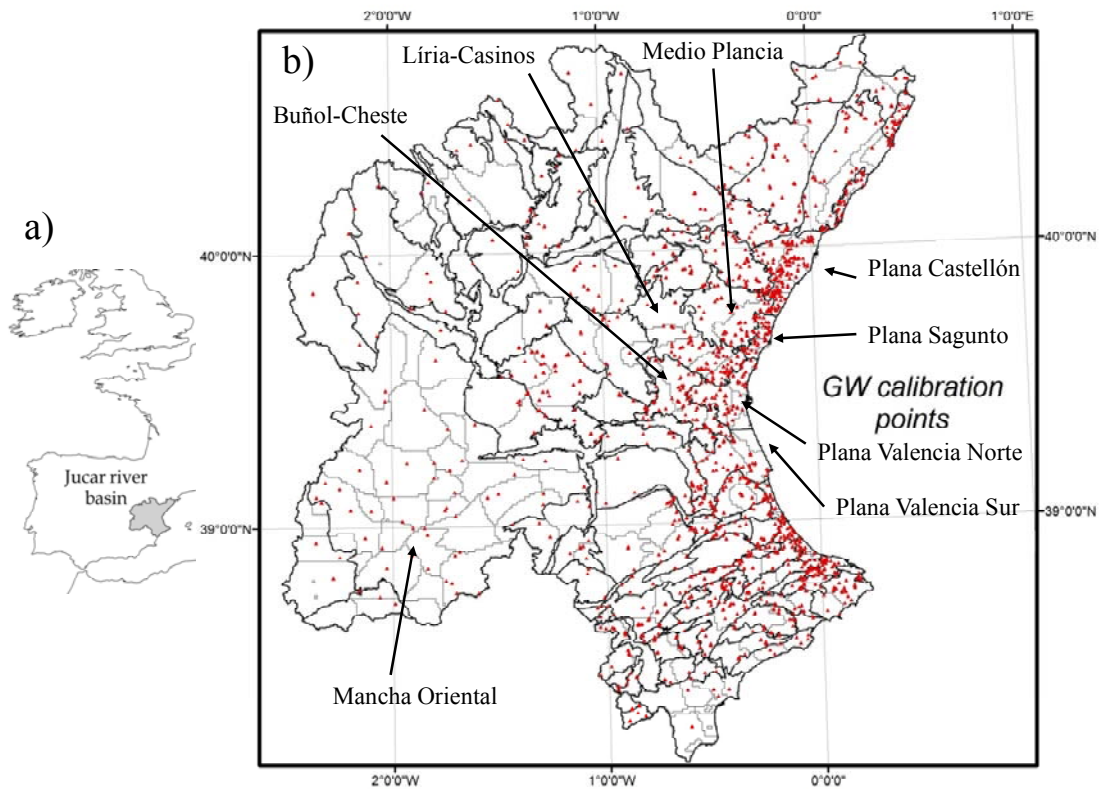 2°0'0"W
1°0'0"W
0°0'0"
1°0'0"E
b)
Líria-Casinos
Medio Plancia
Buñol-Cheste
a)
40°0'0"N
40°0'0"N
Plana Castellón
Plana Sagunto
GW calibration
points
Plana Valencia Norte
Jucar river
basin
Plana Valencia Sur
39°0'0"N
39°0'0"N
Mancha Oriental
2°0'0"W
1°0'0"W
0°0'0"